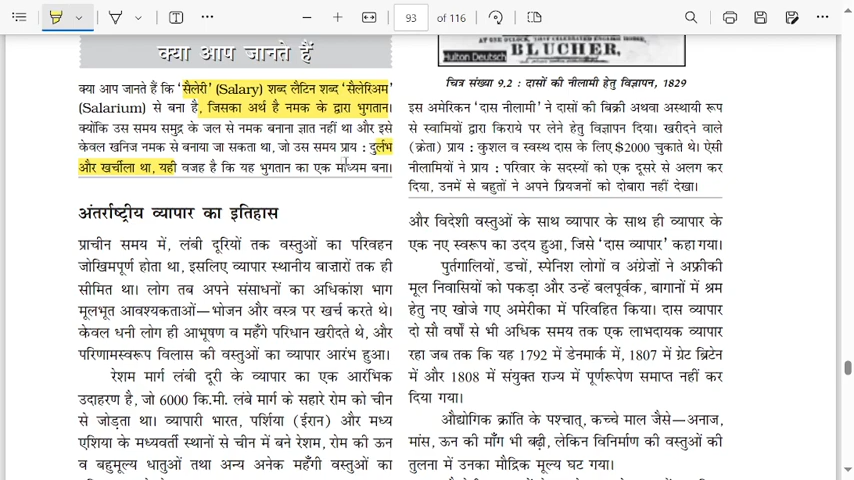 93 of 116
क्या आप जानते हैं
क्या आप जानते हैं कि 'सैलेरी' (Salary) शब्द लैटिन शब्द 'सैलेरिअम'
(Salarium) से बना है, जिसका अर्थ है नमक के द्वारा भुगतान।
क्योंकि उस समय समुद्र के जल से नमक बनाना ज्ञात नहीं था और इसे
केवल खनिज नमक से बनाया जा सकता था, जो उस समय प्राय : दुर्लभ
और खर्चीला था, यही वजह है कि यह भुगतान का एक माध्यम बना।
अंतर्राष्ट्रीय व्यापार का इतिहास
प्राचीन समय में, लंबी दूरियों तक वस्तुओं का परिवहन
जोखिमपूर्ण होता था, इसलिए व्यापार स्थानीय बाज़ारों तक ही
सीमित था। लोग तब अपने संसाधनों का अधिकांश भाग
मूलभूत आवश्यकताओं—भोजन और वस्त्र पर खर्च करते थे।
केवल धनी लोग ही आभूषण व महँगे परिधान खरीदते थे, और
परिणामस्वरूप विलास की वस्तुओं का व्यापार आरंभ हुआ।
रेशम मार्ग लंबी दूरी के व्यापार का एक आरंभिक
उदाहरण है, जो 6000 कि.मी. लंबे मार्ग के सहारे रोम को चीन
से जोड़ता था। व्यापारी भारत, पर्शिया (ईरान) और मध्य
एशिया के मध्यवर्ती स्थानों से चीन में बने रेशम, रोम की ऊन
व बहुमूल्य धातुओं तथा अन्य अनेक महँगी वस्तुओं का
BLUCHER,
Hulton Deutsch
चित्र संख्या 9.2 : दासों की नीलामी हेतु विज्ञापन, 1829
इस अमेरिकन 'दास नीलामी' ने दासों की बिक्री अथवा अस्थायी रूप
से स्वामियों द्वारा किराये पर लेने हेतु विज्ञापन दिया। खरीदने वाले
(क्रेता) प्राय : कुशल व स्वस्थ दास के लिए $2000 चुकाते थे। ऐसी
नीलामियों ने प्राय : परिवार के सदस्यों को एक दूसरे से अलग कर
दिया, उनमें से बहुतों ने अपने प्रियजनों को दोबारा नहीं देखा।
और विदेशी वस्तुओं के साथ व्यापार के साथ ही व्यापार के
एक नए स्वरूप का उदय हुआ, जिसे 'दास व्यापार' कहा गया।
पुर्तगालियों, डचों, स्पेनिश लोगों व अंग्रेज़ों ने अफ्रीकी
मूल निवासियों को पकड़ा और उन्हें बलपूर्वक, बागानों में श्रम
हेतु नए खोजे गए अमेरीका में परिवहित किया। दास व्यापार
दो सौ वर्षों से भी अधिक समय तक एक लाभदायक व्यापार
रहा जब तक कि यह 1792 में डेनमार्क में, 1807 में ग्रेट ब्रिटेन
में और 1808 में संयुक्त राज्य में पूर्णरूपेण समाप्त नहीं कर
दिया गया।
औद्योगिक क्रांति के पश्चात्, कच्चे माल जैसे—अनाज,
मांस, ऊन की माँग भी बढ़ी, लेकिन विनिर्माण की वस्तुओं की
तुलना में उनका मौद्रिक मूल्य घट गया।